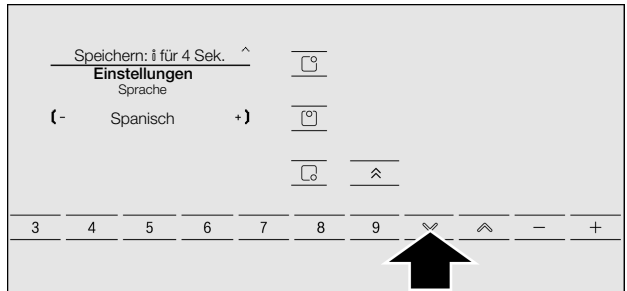 Speichern: i für 4 Sek. ^
Einstellungen
Sprache
(- Spanisch +)
3 4 5 6 7 8 9 − +